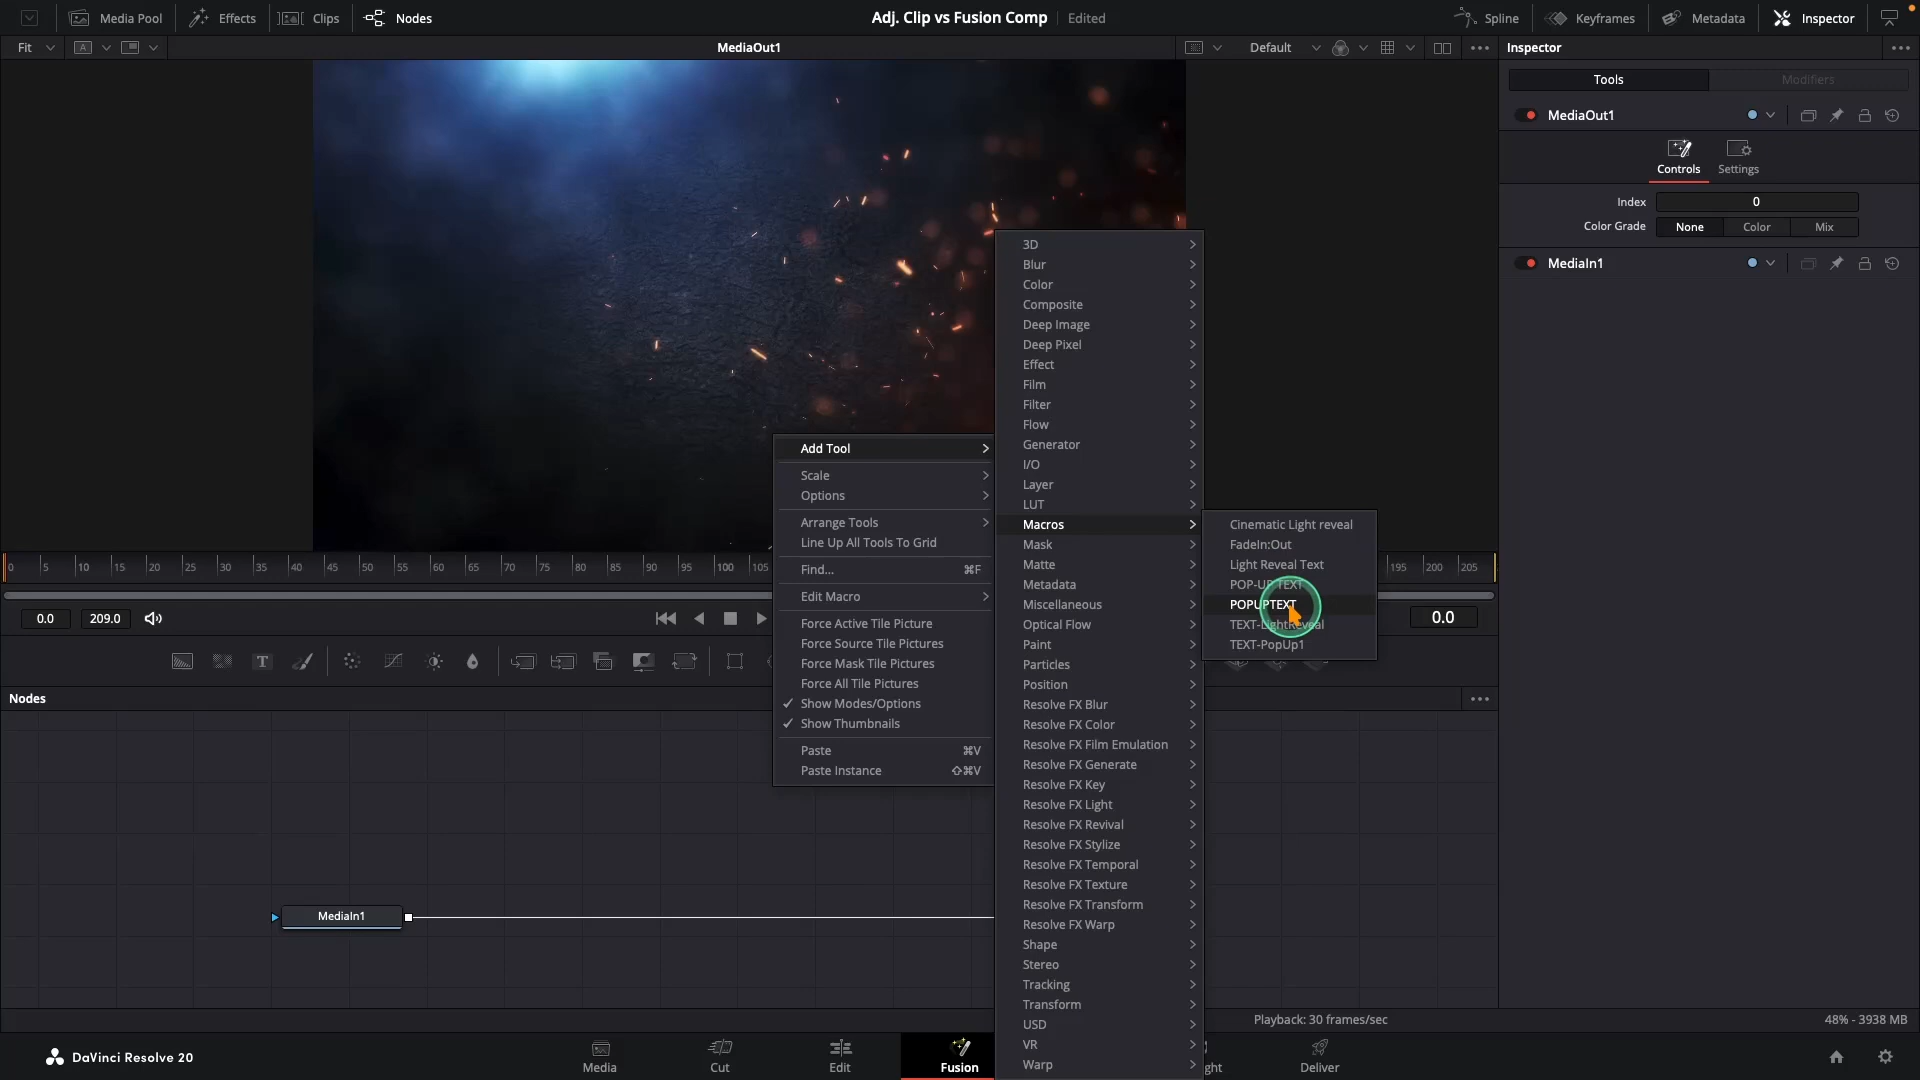 Media Pool
Effects
Clips
Nodes
Adj. Clip vs Fusion Comp
Edited
Spline
Keyframes
Metadata
Inspector
Fit
A
MediaOut1
Default
Inspector
Tools
Modifiers
MediaOut1
Controls
Settings
Index
0
Color Grade
None
Color
Mix
MediaIn1
3D
Blur
Color
Composite
Deep Image
Deep Pixel
Effect
Film
Filter
Flow
Generator
I/O
Layer
LUT
Macros
Mask
Matte
Metadata
Miscellaneous
Optical Flow
Paint
Particles
Position
Resolve FX Blur
Resolve FX Color
Resolve FX Film Emulation
Resolve FX Generate
Resolve FX Key
Resolve FX Light
Resolve FX Revival
Resolve FX Stylize
Resolve FX Temporal
Resolve FX Texture
Resolve FX Transform
Resolve FX Warp
Shape
Stereo
Tracking
Transform
USD
VR
Warp
Add Tool
Scale
Options
Arrange Tools
Line Up All Tools To Grid
Find... ⌘F
Edit Macro
Force Active Tile Picture
Force Source Tile Pictures
Force Mask Tile Pictures
Force All Tile Pictures
✓ Show Modes/Options
✓ Show Thumbnails
Paste ⌘V
Paste Instance ⇧⌘V
Cinematic Light reveal
FadeIn:Out
Light Reveal Text
POP-UP TEXT
POPUPTEXT
TEXT-LightReveal
TEXT-PopUp1
0 5 10 15 20 25 30 35 40 45 50 55 60 65 70 75 80 85 90 95 100 105 195 200 205
0.0
209.0
0.0
T
Nodes
MediaIn1
Playback: 30 frames/sec
48% - 3938 MB
DaVinci Resolve 20
Media
Cut
Edit
Fusion
ght
Deliver